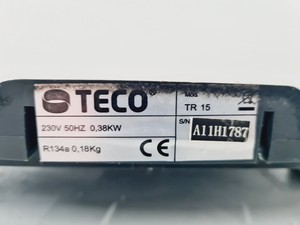 TECO®
MOD.
TR 15
230V 50HZ 0,38KW
S/N A11H1787
R134a 0,18Kg
CE